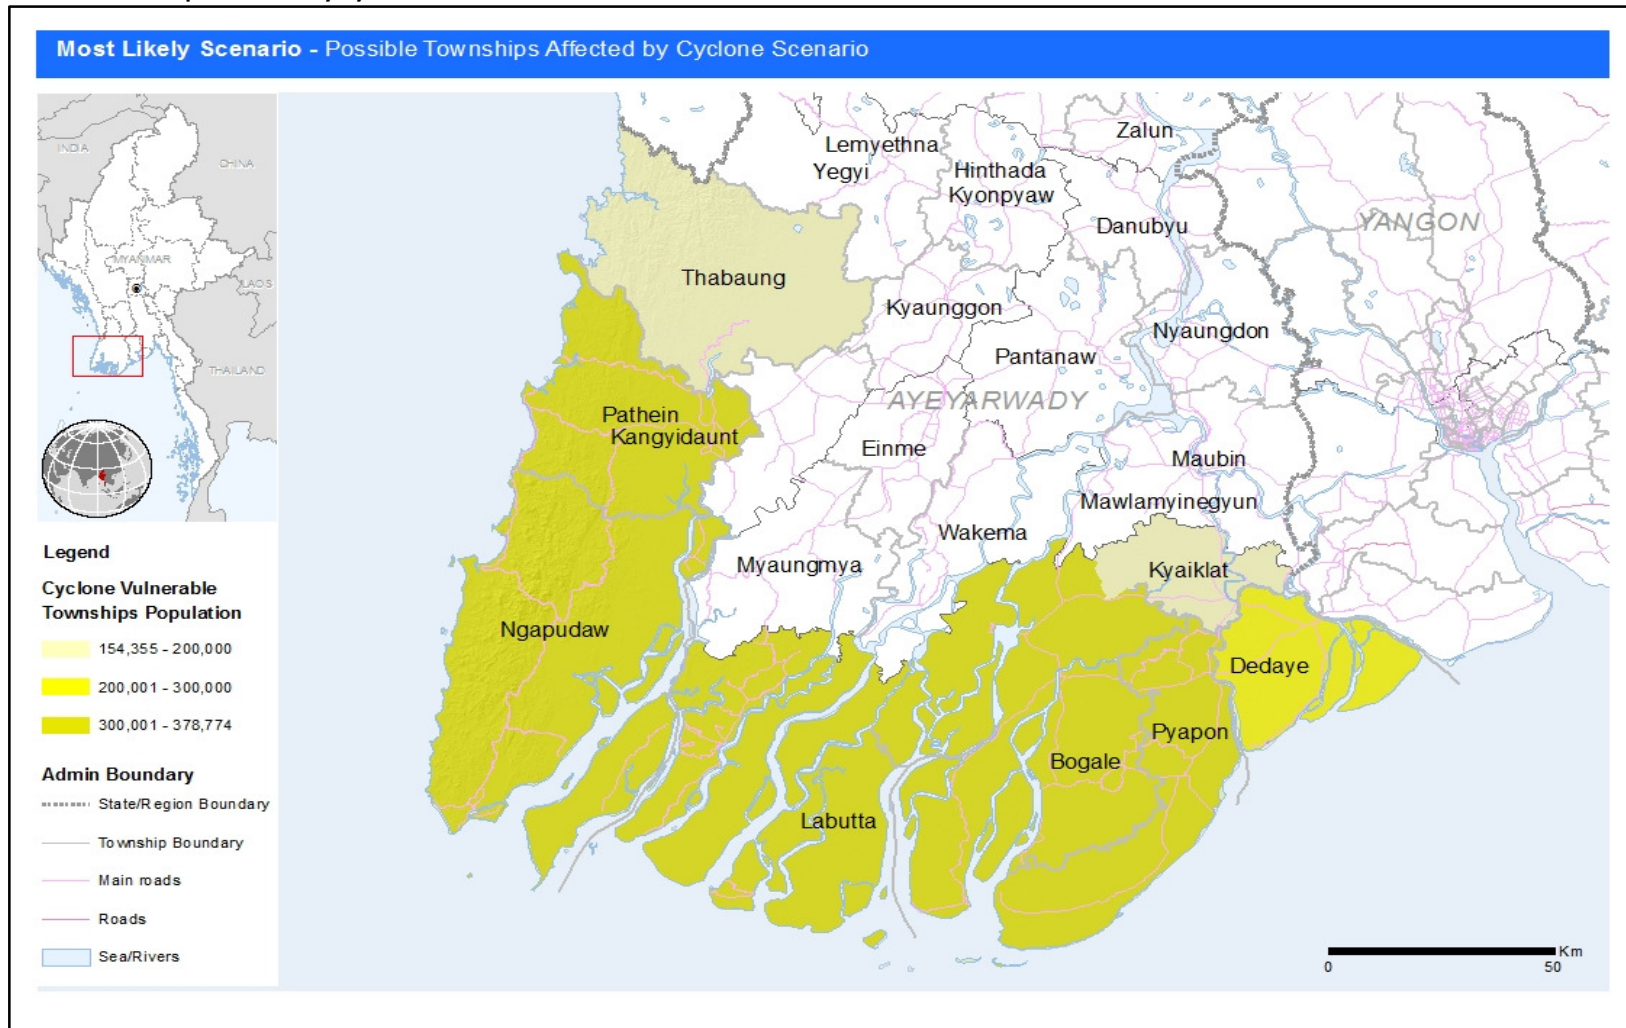 Most Likely Scenario - Possible Townships Affected by Cyclone Scenario
INDIA
CHINA
MYANMAR
LAOS
THAILAND
Legend
Cyclone Vulnerable
Townships Population
154,355 - 200,000
200,001 - 300,000
300,001 - 378,774
Admin Boundary
State/Region Boundary
Township Boundary
Main roads
Roads
Sea/Rivers
Zalun
Lemyethna
Yegyi
Hinthada
Kyonpyaw
Danubyu
YANGON
Thabaung
Kyaunggon
Nyaungdon
Pantanaw
AYEYARWADY
Pathein
Kangyidaunt
Einme
Maubin
Mawlamyinegyun
Wakema
Myaungmya
Kyaiklat
Ngapudaw
Dedaye
Pyapon
Bogale
Labutta
Km
0 50